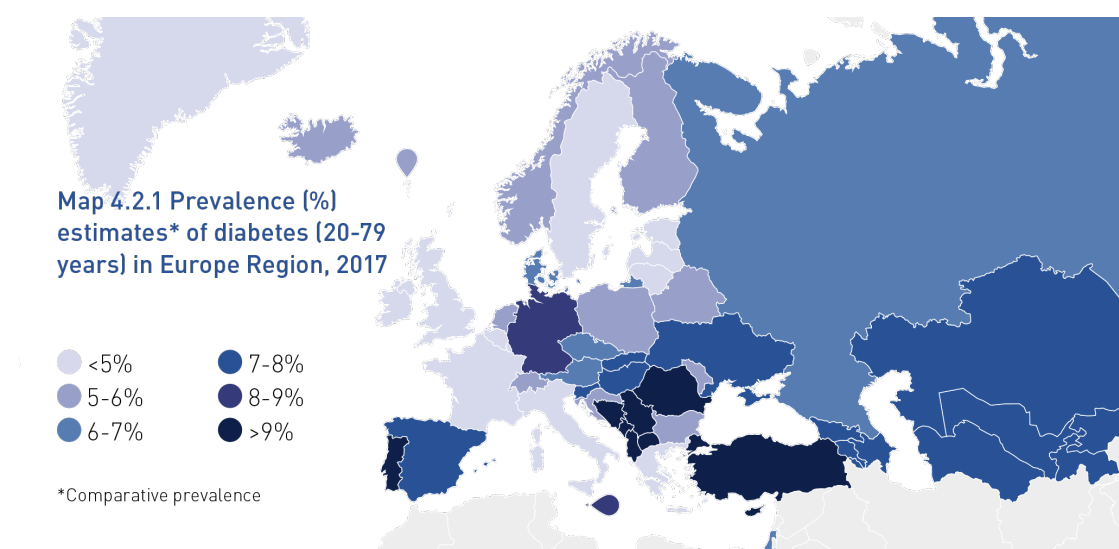 Map 4.2.1 Prevalence (%)
estimates* of diabetes (20-79
years) in Europe Region, 2017
<5%
7-8%
5-6%
8-9%
6-7%
>9%
*Comparative prevalence